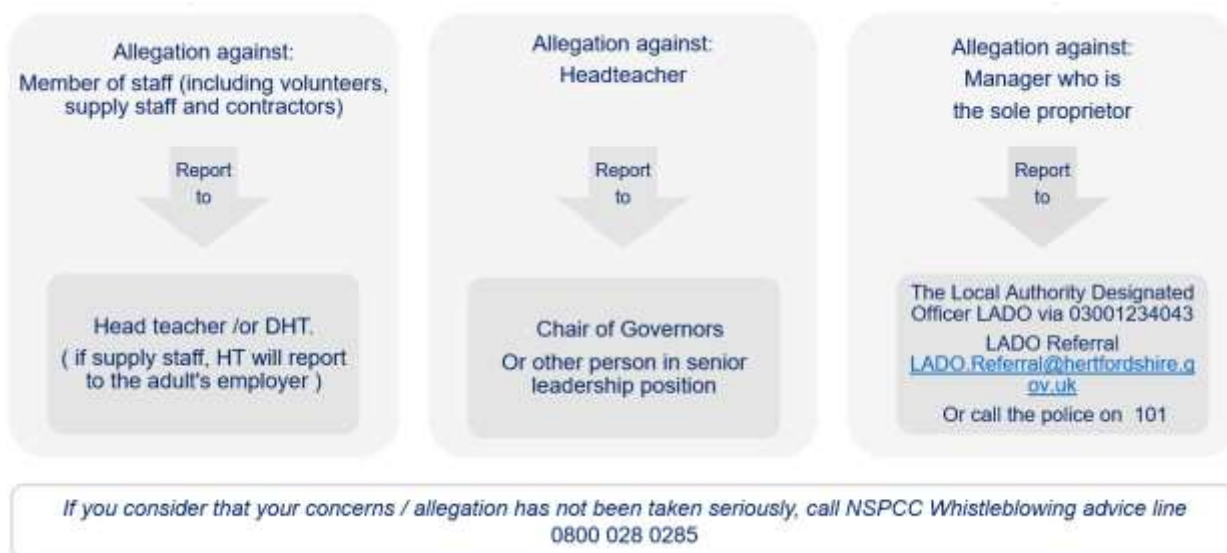 Allegation against:
Member of staff (including volunteers,
supply staff and contractors)
Report
to
Head teacher /or DHT.
( if supply staff, HT will report
to the adult's employer )
Allegation against:
Headteacher
Report
to
Chair of Governors
Or other person in senior
leadership position
Allegation against:
Manager who is
the sole proprietor
Report
to
The Local Authority Designated
Officer LADO via 03001234043
LADO Referral
LADO.Referral@hertfordshire.g
ov.uk
Or call the police on 101
If you consider that your concerns / allegation has not been taken seriously, call NSPCC Whistleblowing advice line
0800 028 0285